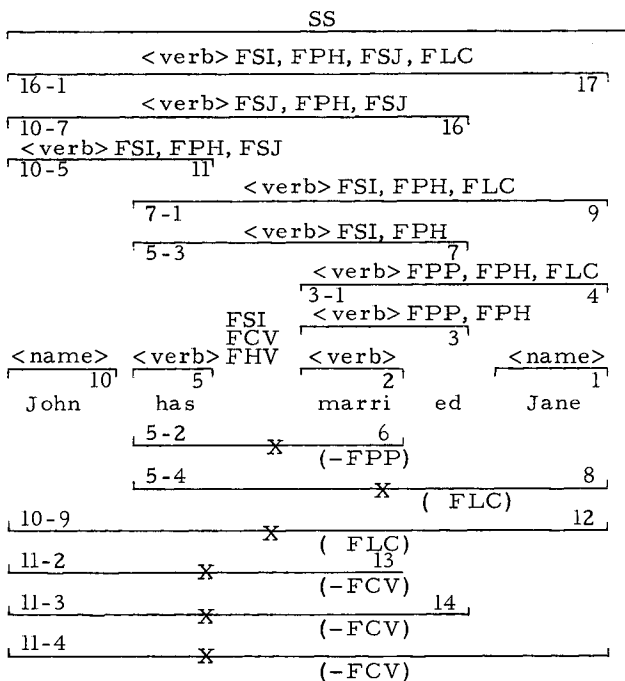 SS
<verb> FSI, FPH, FSJ, FLC
16-1 17
<verb> FSJ, FPH, FSJ
10-7 16
<verb> FSI, FPH, FSJ
10-5 11
<verb> FSI, FPH, FLC
7-1 9
<verb> FSI, FPH
5-3 7
<verb> FPP, FPH, FLC
3-1 4
FSI <verb> FPP, FPH
FCV 3
<name> <verb> FHV <verb> <name>
10 5 2 1
John has marri ed Jane
5-2 X 6
(-FPP)
5-4 X 8
( FLC)
10-9 X 12
( FLC)
11-2 X 13
(-FCV)
11-3 X 14
(-FCV)
11-4 X
(-FCV)